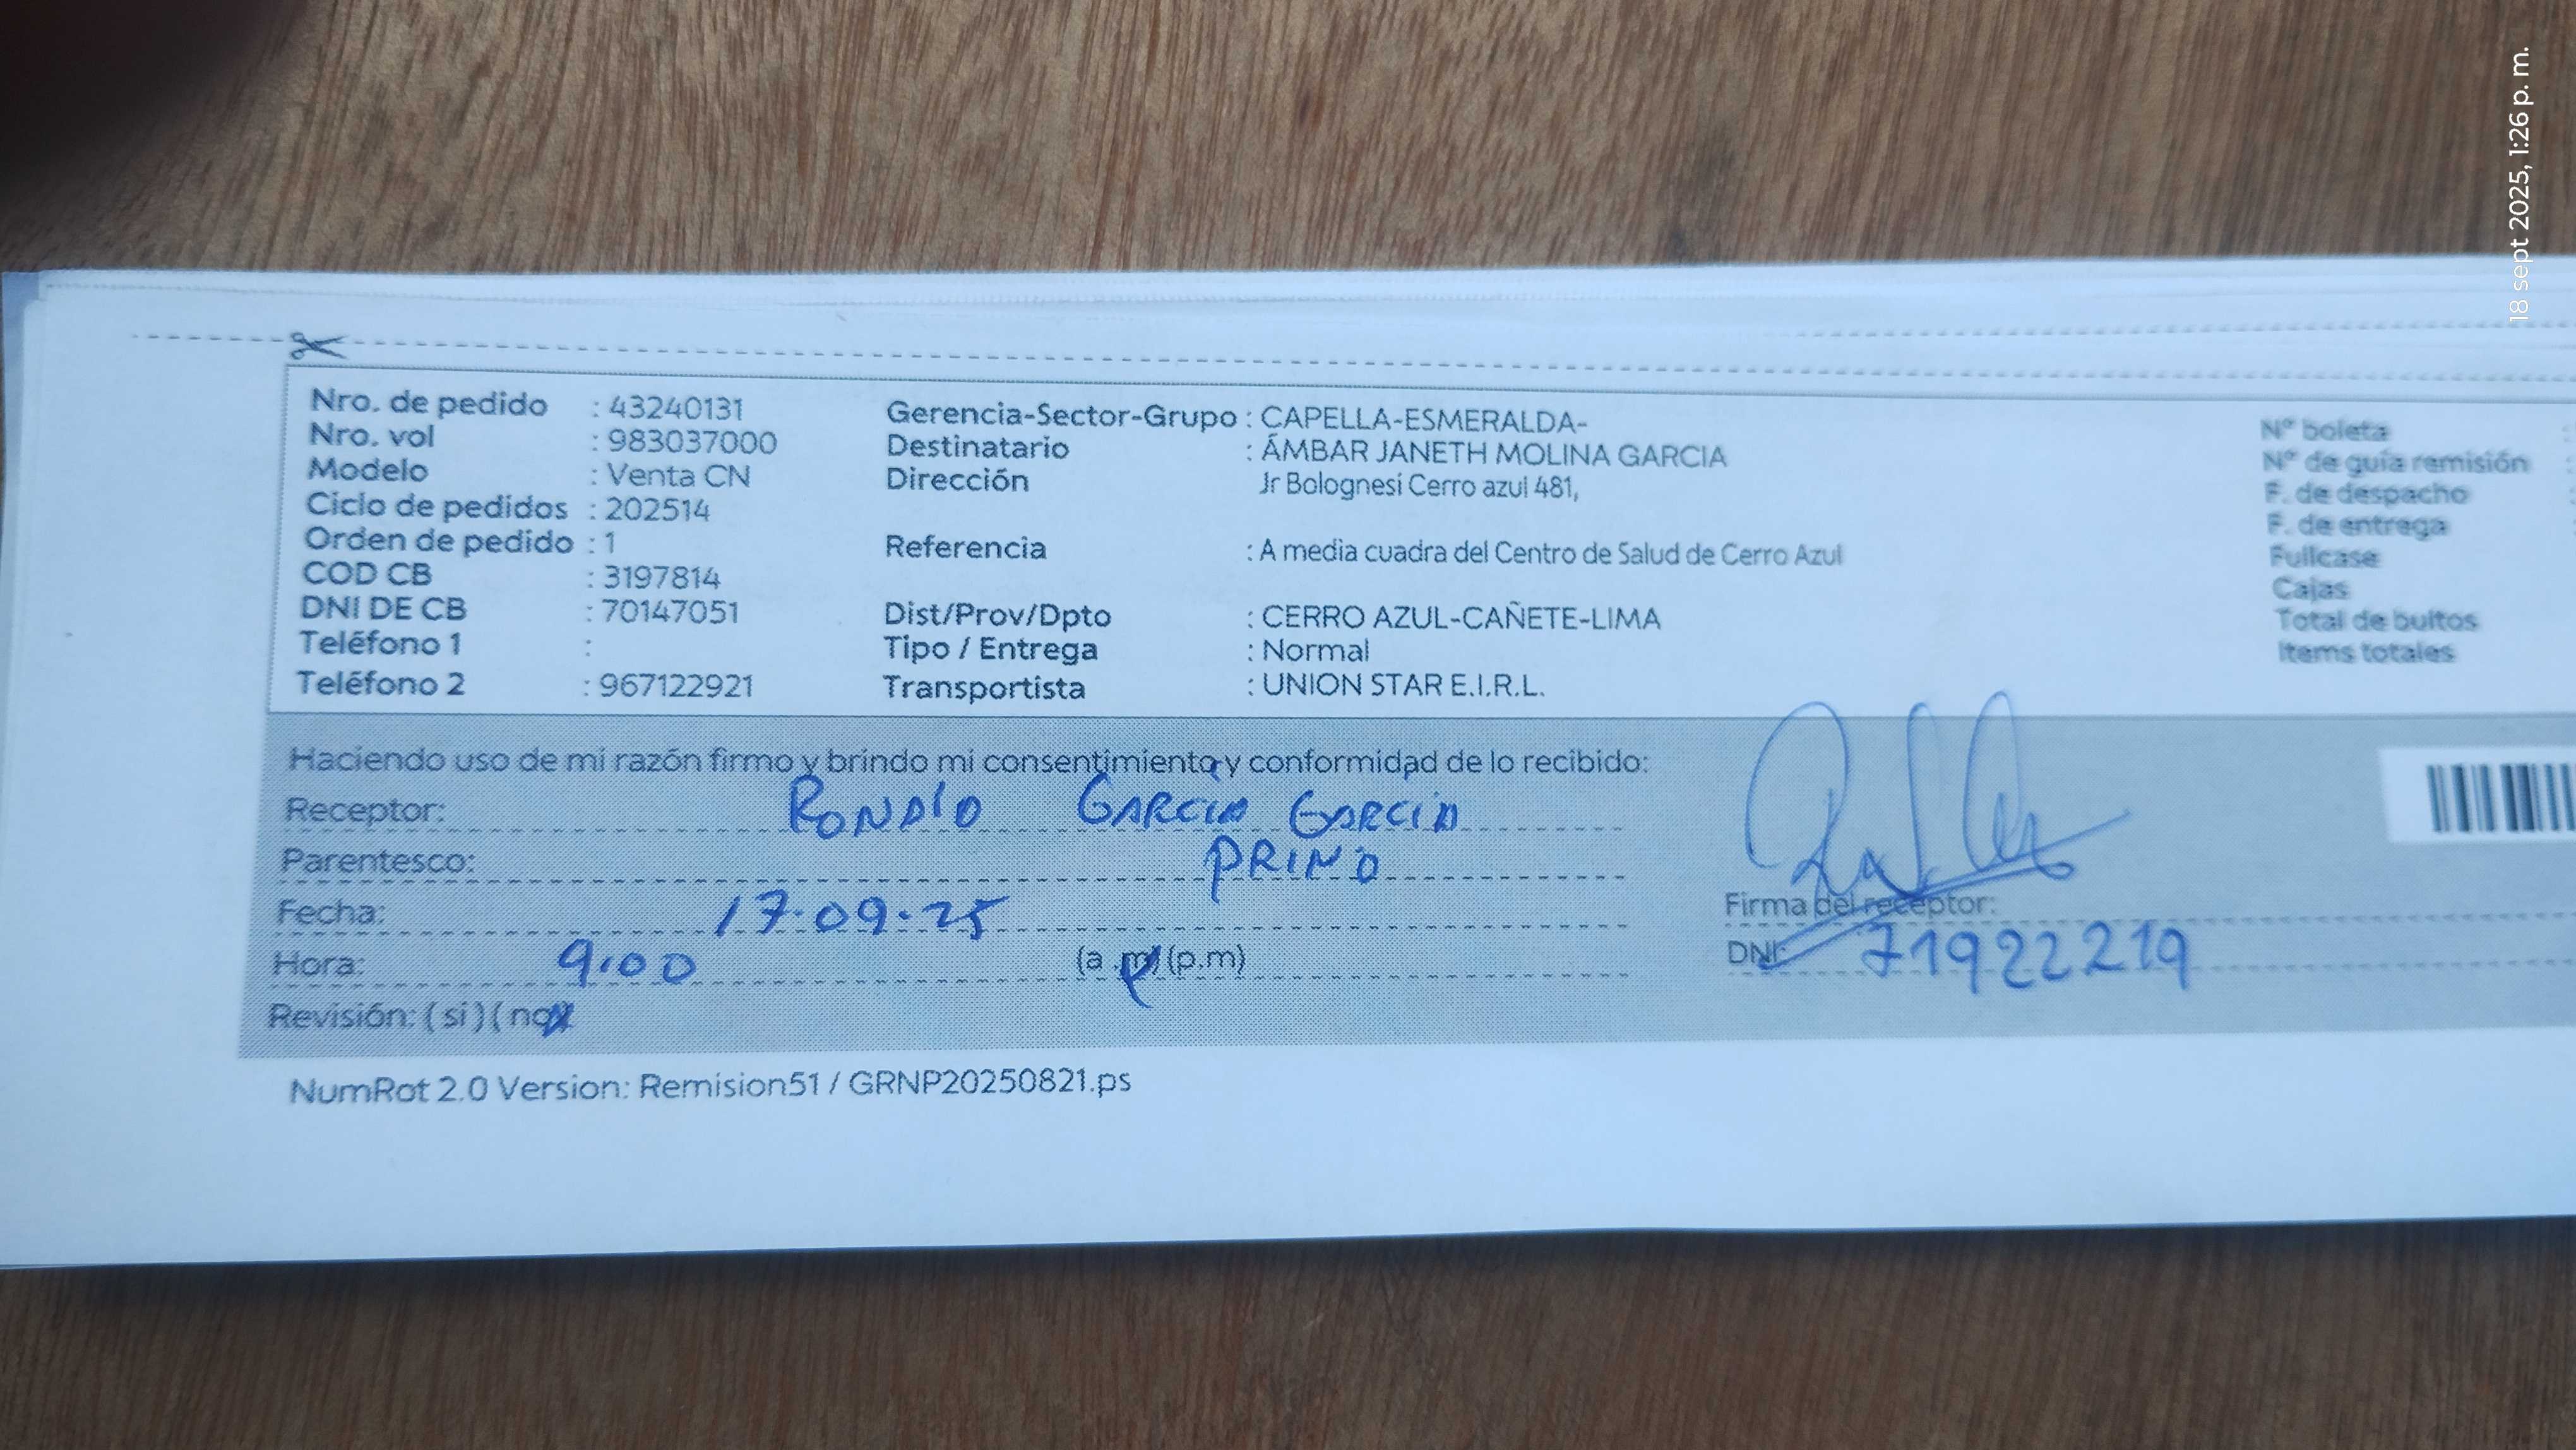 18 sept 2025, 1:26 p. m.
Nro. de pedido : 43240131
Nro. vol : 983037000
Modelo : Venta CN
Ciclo de pedidos : 202514
Orden de pedido : 1
COD CB : 3197814
DNI DE CB : 70147051
Teléfono 1 :
Teléfono 2 : 967122921
Gerencia-Sector-Grupo : CAPELLA-ESMERALDA-
Destinatario : ÁMBAR JANETH MOLINA GARCIA
Dirección Jr Bolognesi Cerro azul 481,
Referencia : A media cuadra del Centro de Salud de Cerro Azul
Dist/Prov/Dpto : CERRO AZUL-CAÑETE-LIMA
Tipo / Entrega : Normal
Transportista : UNION STAR E.I.R.L.
N° boleta :
N° de guía remisión :
F. de despacho :
F. de entrega
Fullcase
Cajas
Total de bultos
Items totales
Haciendo uso de mi razón firmo y brindo mi consentimiento y conformidad de lo recibido:
Receptor: RONALD GARCIA GARCIA
Parentesco: PRIMO
Fecha: 17.09.25
Hora: 9:00 (a.m) (p.m)
Revisión: ( si ) ( no
Firma del receptor:
DNI: 71922219
NumRot 2.0 Version: Remision51 / GRNP20250821.ps